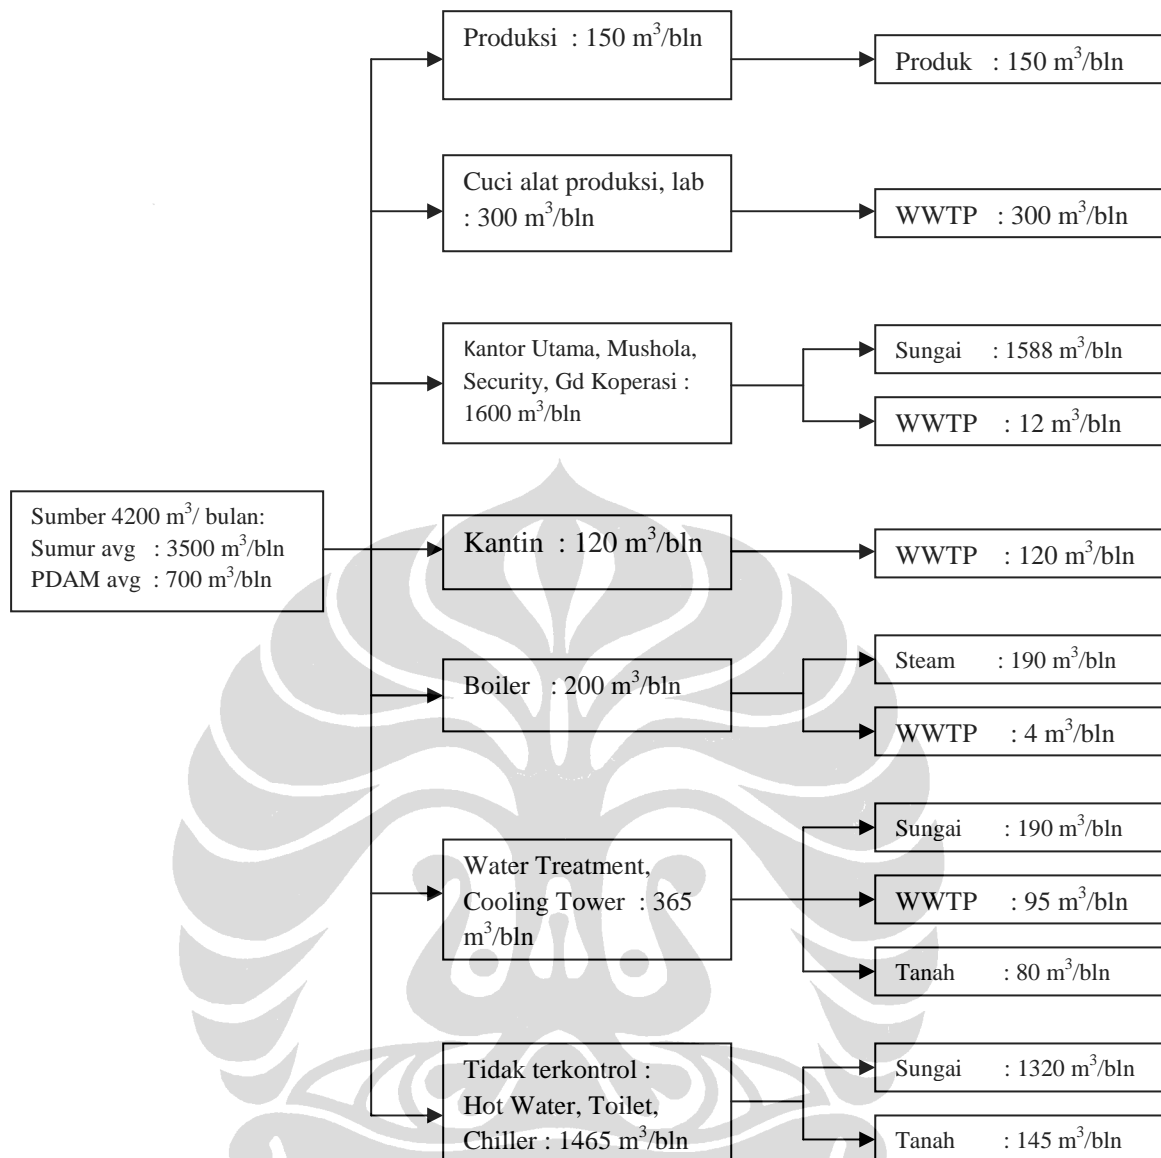 Produksi : 150 m³/bln
Produk : 150 m³/bln
Cuci alat produksi, lab
: 300 m³/bln
WWTP : 300 m³/bln
Kantor Utama, Mushola,
Security, Gd Koperasi :
1600 m³/bln
Sungai : 1588 m³/bln
WWTP : 12 m³/bln
Sumber 4200 m³/ bulan:
Sumur avg : 3500 m³/bln
PDAM avg : 700 m³/bln
Kantin : 120 m³/bln
WWTP : 120 m³/bln
Boiler : 200 m³/bln
Steam : 190 m³/bln
WWTP : 4 m³/bln
Water Treatment,
Cooling Tower : 365
m³/bln
Sungai : 190 m³/bln
WWTP : 95 m³/bln
Tanah : 80 m³/bln
Tidak terkontrol :
Hot Water, Toilet,
Chiller : 1465 m³/bln
Sungai : 1320 m³/bln
Tanah : 145 m³/bln